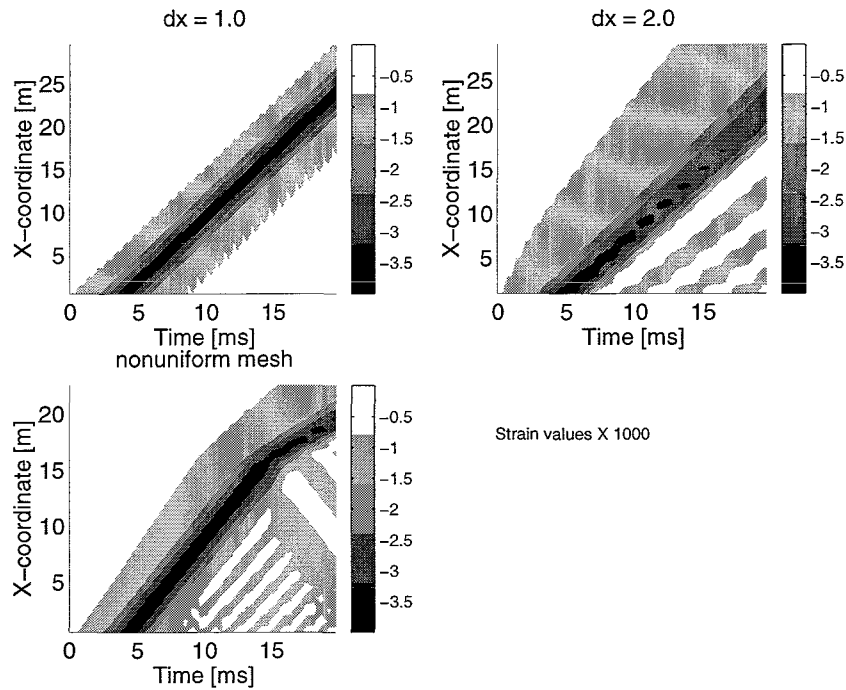 dx = 1.0
X−coordinate [m]
25
20
15
10
5
0 5 10 15
Time [ms]
−0.5
−1
−1.5
−2
−2.5
−3
−3.5
dx = 2.0
X−coordinate [m]
25
20
15
10
5
0 5 10 15
Time [ms]
−0.5
−1
−1.5
−2
−2.5
−3
−3.5
nonuniform mesh
X−coordinate [m]
20
15
10
5
0 5 10 15
Time [ms]
−0.5
−1
−1.5
−2
−2.5
−3
−3.5
Strain values X 1000